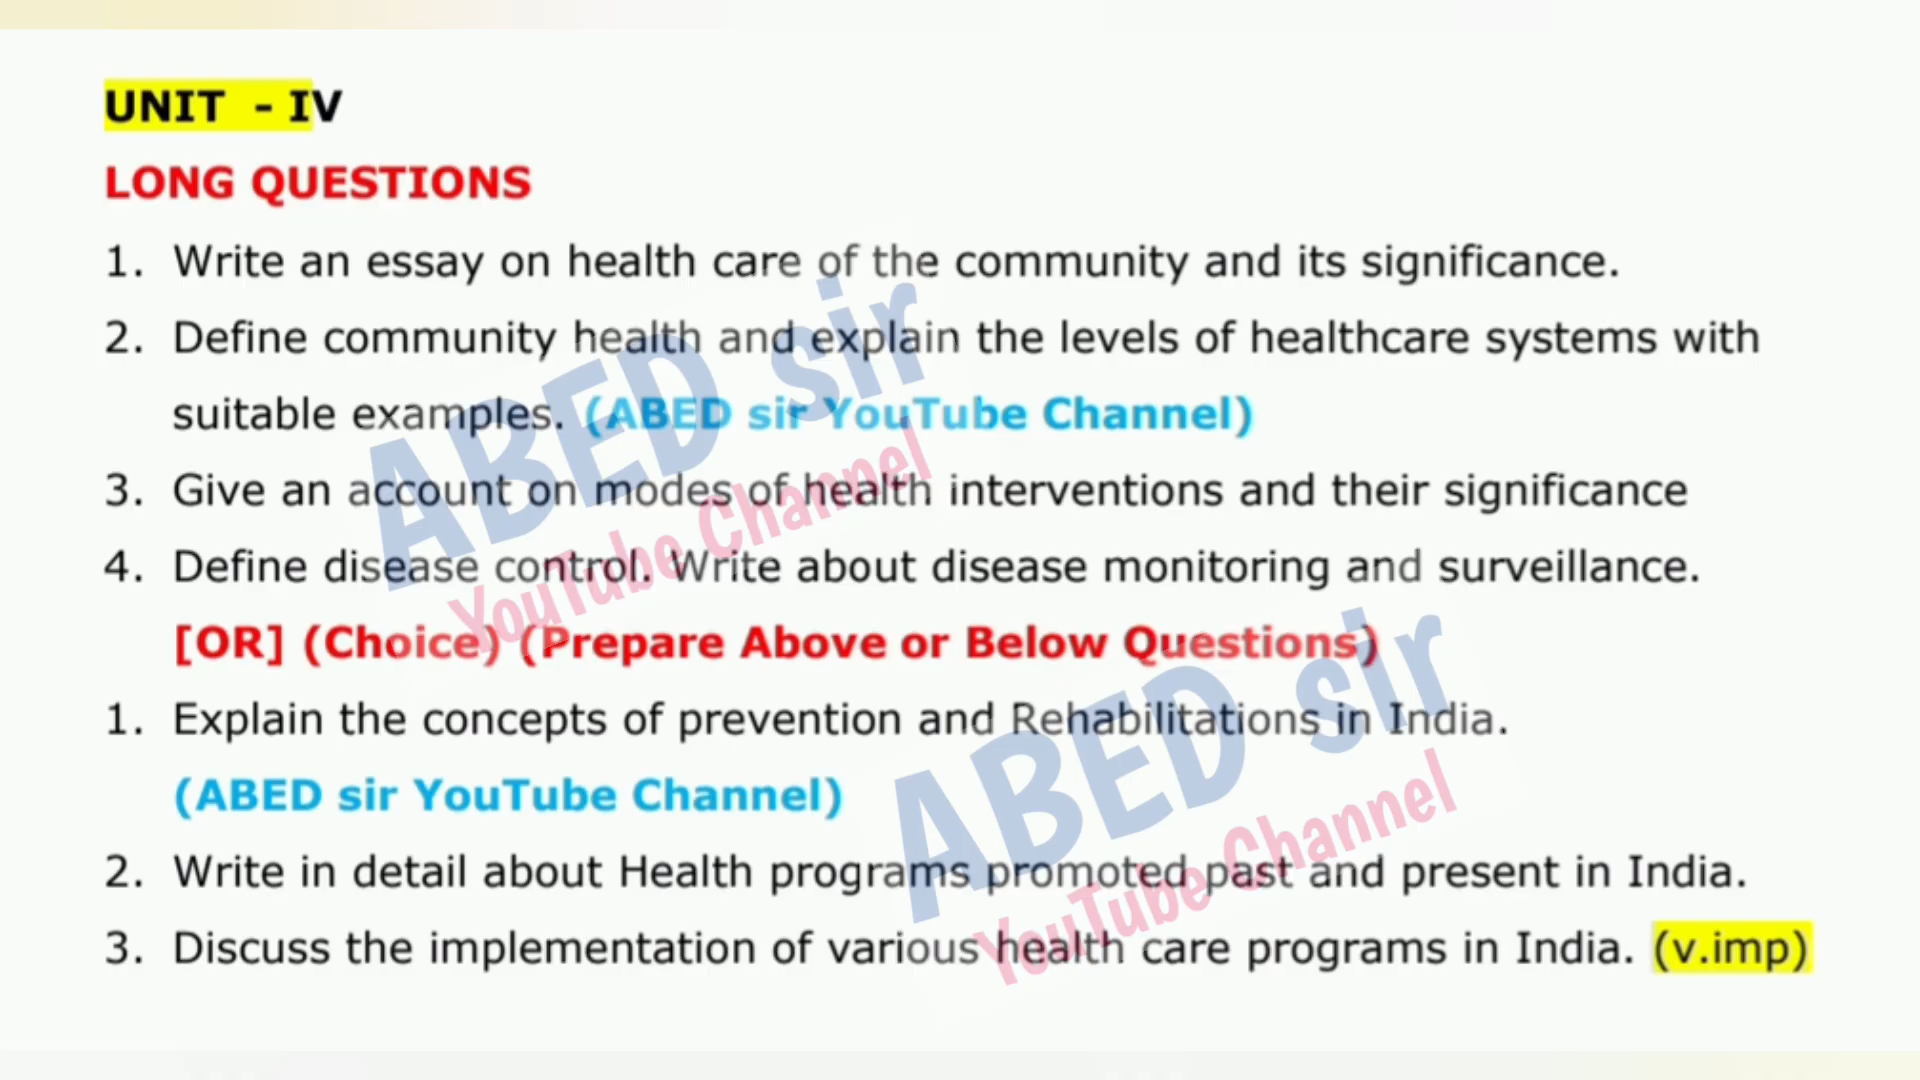 UNIT - IV
LONG QUESTIONS
1. Write an essay on health care of the community and its significance.
2. Define community health and explain the levels of healthcare systems with
suitable examples. (ABED sir YouTube Channel)
3. Give an account on modes of health interventions and their significance
4. Define disease control. Write about disease monitoring and surveillance.
[OR] (Choice) (Prepare Above or Below Questions)
1. Explain the concepts of prevention and Rehabilitations in India.
(ABED sir YouTube Channel)
2. Write in detail about Health programs promoted past and present in India.
3. Discuss the implementation of various health care programs in India. (v.imp)
ABED sir
YouTube Channel
ABED sir
YouTube Channel